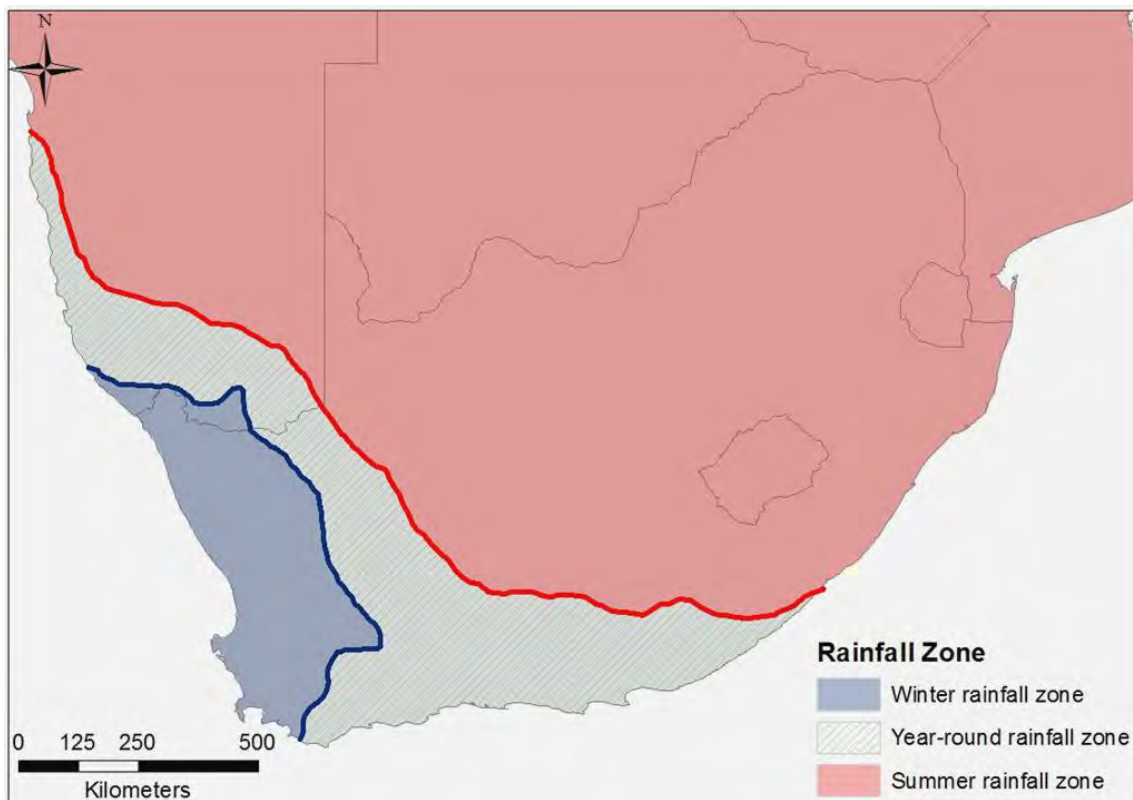 N
Rainfall Zone
Winter rainfall zone
Year-round rainfall zone
Summer rainfall zone
0 125 250 500
Kilometers